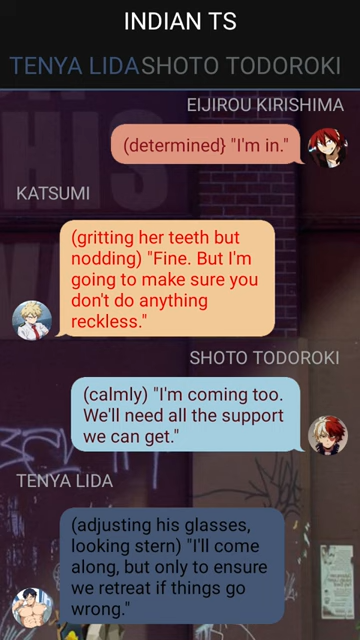 INDIAN TS
TENYA LIDA SHOTO TODOROKI
EIJIROU KIRISHIMA
(determined} "I'm in."
KATSUMI
(gritting her teeth but
nodding) "Fine. But I'm
going to make sure you
don't do anything
reckless."
SHOTO TODOROKI
(calmly) "I'm coming too.
We'll need all the support
we can get."
TENYA LIDA
(adjusting his glasses,
looking stern) "I'll come
along, but only to ensure
we retreat if things go
wrong."